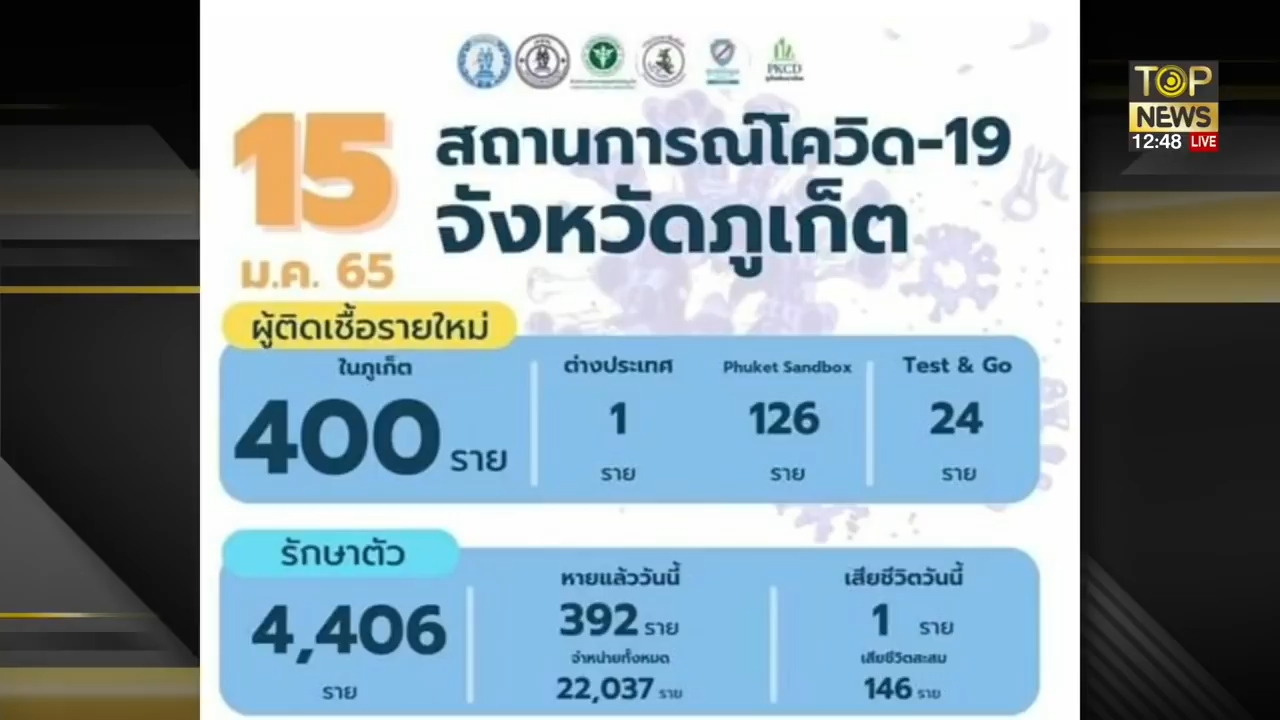 PKCD
TOP
NEWS
12:48 LIVE
15
ม.ค. 65
สถานการณ์โควิด-19
จังหวัดภูเก็ต
ผู้ติดเชื้อรายใหม่
ในภูเก็ต
400 ราย
ต่างประเทศ
1
ราย
Phuket Sandbox
126
ราย
Test & Go
24
ราย
รักษาตัว
4,406
ราย
หายแล้ววันนี้
392 ราย
จำหน่ายทั้งหมด
22,037 ราย
เสียชีวิตวันนี้
1 ราย
เสียชีวิตสะสม
146 ราย